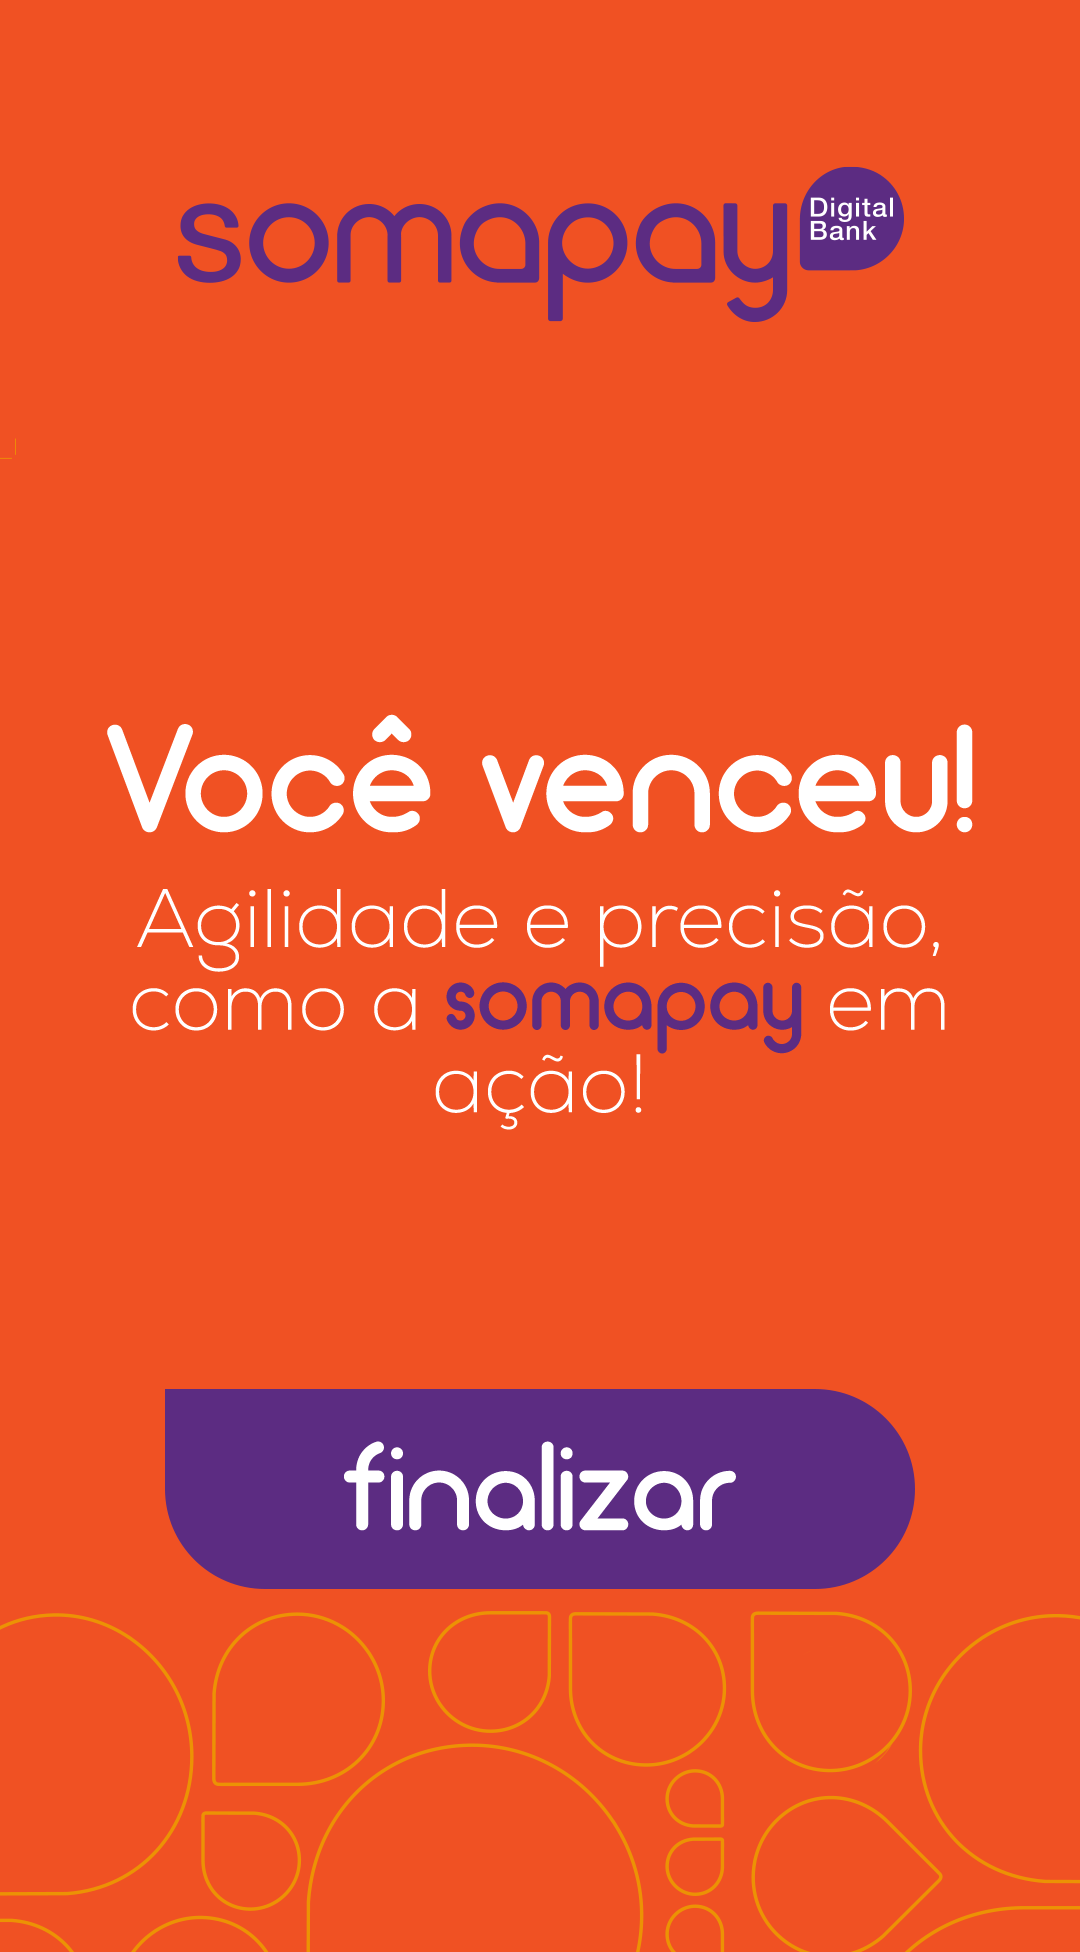 somapay
Digital
Bank
Você venceu!
Agilidade e precisão,
como a somapay em
ação!
finalizar